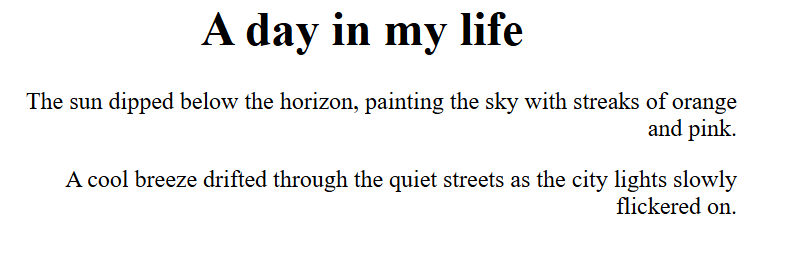 A day in my life
The sun dipped below the horizon, painting the sky with streaks of orange
and pink.
A cool breeze drifted through the quiet streets as the city lights slowly
flickered on.